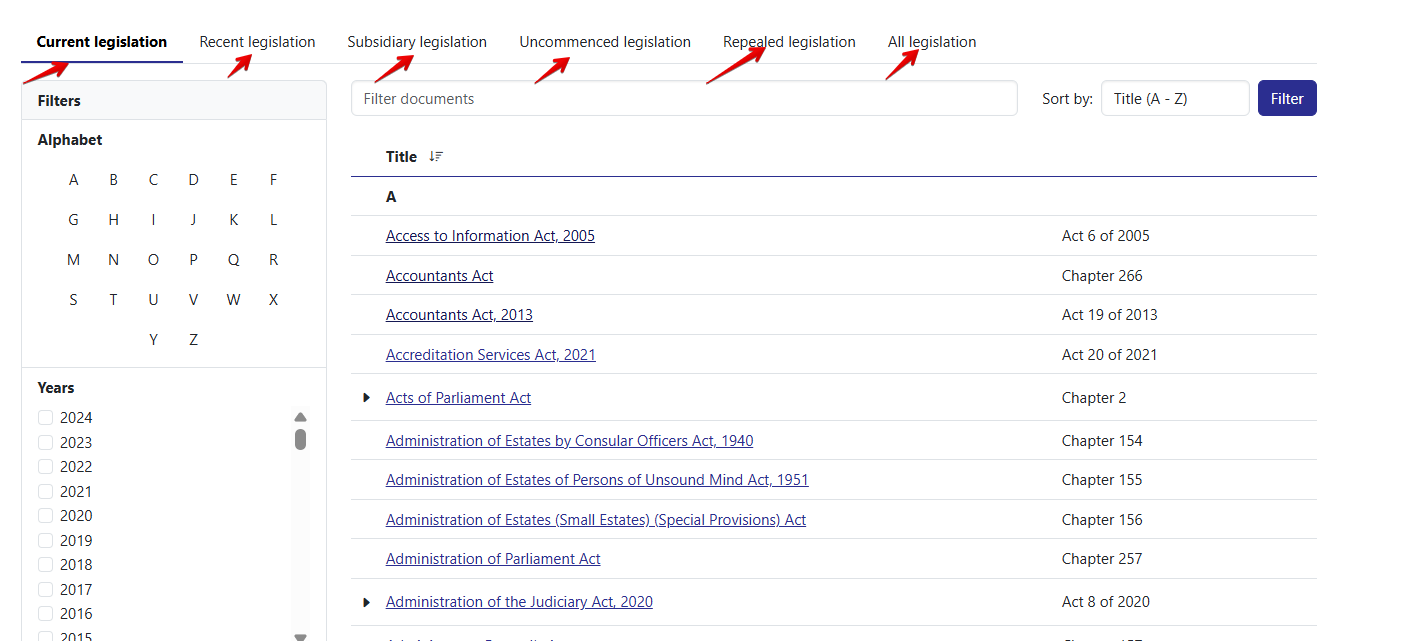 Current legislation Recent legislation Subsidiary legislation Uncommenced legislation Repealed legislation All legislation
Filters
Alphabet
A B C D E F
G H I J K L
M N O P Q R
S T U V W X
Y Z
Years
2024
2023
2022
2021
2020
2019
2018
2017
2016
2015
Filter documents Sort by: Title (A - Z) Filter
Title
A
Access to Information Act, 2005 Act 6 of 2005
Accountants Act Chapter 266
Accountants Act, 2013 Act 19 of 2013
Accreditation Services Act, 2021 Act 20 of 2021
Acts of Parliament Act Chapter 2
Administration of Estates by Consular Officers Act, 1940 Chapter 154
Administration of Estates of Persons of Unsound Mind Act, 1951 Chapter 155
Administration of Estates (Small Estates) (Special Provisions) Act Chapter 156
Administration of Parliament Act Chapter 257
Administration of the Judiciary Act, 2020 Act 8 of 2020